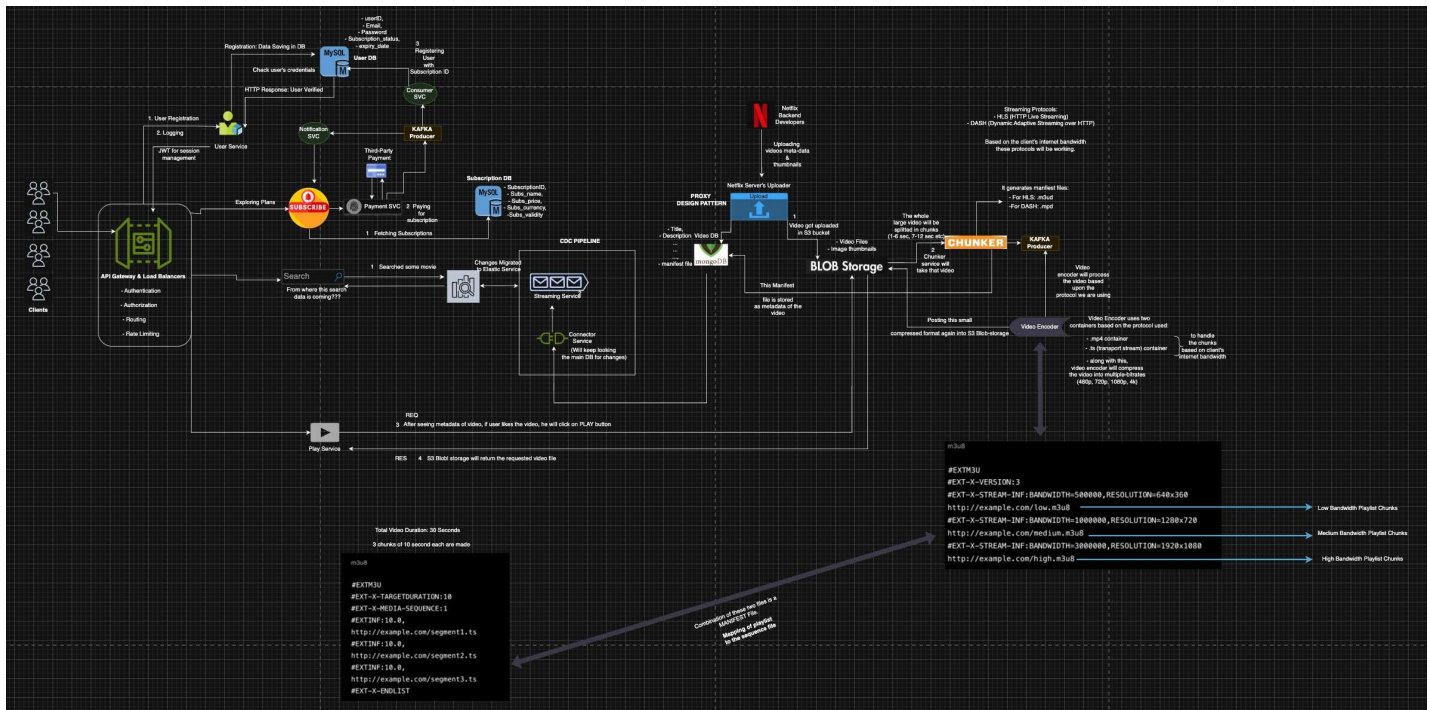 - userID,
- Email,
- Password
- Subscription_status,
- expiry_date
MySQL
M
User DB
Registration: Data Saving in DB
Check user's credentials
HTTP Response: User Verified
3
Registering
User
with
Subscription ID
Consumer
SVC
1. User Registration
2. Logging
JWT for session
management
User Service
Notification
SVC
KAFKA
Producer
Third-Party
Payment
Exploring Plans
SUBSCRIBE
Payment SVC
2 Paying
for
subscription
1 Fetching Subscriptions
Subscription DB
MySQL
M
- SubscriptionID,
- Subs_name,
- Subs_price,
- Subs_currency,
-Subs_validity
Clients
API Gateway & Load Balancers
- Authentication
- Authorization
- Routing
- Rate Limiting
Search
From where this search
data is coming???
1 Searched some movie
Changes Migrated
to Elastic Service
CDC PIPELINE
Streaming Service
Connector
Service
(Will keep looking
the main DB for changes)
N
Netflix
Backend
Developers
Uploading
videos meta-data
&
thumbnails
Netflix Server's Uploader
Upload
PROXY
DESIGN PATTERN
- Title,
- Description
...
...
- manifest file
Video DB
mongoDB
1
Video got uploaded
in S3 bucket
- Video Files
- Image thumbnails
BLOB Storage
The whole
large video will be
splitted in chunks
(1-6 sec, 7-12 sec etc)
2
Chunker
service will
take that video
CHUNKER
KAFKA
Producer
Streaming Protocols:
- HLS (HTTP Live Streaming)
- DASH (Dynamic Adaptive Streaming over HTTP)
Based on the client's internet bandwidth
these protocols will be working.
It generates manifest files:
- For HLS: .m3ud
-For DASH: .mpd
This Manifest
file is stored
as metadata of the
video
Video
encoder will process
the video based
upon the
protocol we are using
Posting this small
compressed format again into S3 Blob-storage
Video Encoder
Video Encoder uses two
containers based on the protocol used:
- .mp4 container
- .ts (transport stream) container
- along with this,
video encoder will compress
the video into multiple-bitrates
(480p, 720p, 1080p, 4k)
to handle
the chunks
based on client's
internet bandwidth
REQ
3 After seeing metadata of video, if user likes the video, he will click on PLAY button
Play Service
RES 4 S3 Blobl storage will return the requested video file
m3u8
#EXTM3U
#EXT-X-VERSION:3
#EXT-X-STREAM-INF:BANDWIDTH=500000,RESOLUTION=640x360
http://example.com/low.m3u8
#EXT-X-STREAM-INF:BANDWIDTH=1000000,RESOLUTION=1280x720
http://example.com/medium.m3u8
#EXT-X-STREAM-INF:BANDWIDTH=3000000,RESOLUTION=1920x1080
http://example.com/high.m3u8
Low Bandwidth Playlist Chunks
Medium Bandwidth Playlist Chunks
High Bandwidth Playlist Chunks
Total Video Duration: 30 Seconds
3 chunks of 10 second each are made
m3u8
#EXTM3U
#EXT-X-TARGETDURATION:10
#EXT-X-MEDIA-SEQUENCE:1
#EXTINF:10.0,
http://example.com/segment1.ts
#EXTINF:10.0,
http://example.com/segment2.ts
#EXTINF:10.0,
http://example.com/segment3.ts
#EXT-X-ENDLIST
Combination of these two files is a
MANIFEST File.
Mapping of playlist
to the sequence file